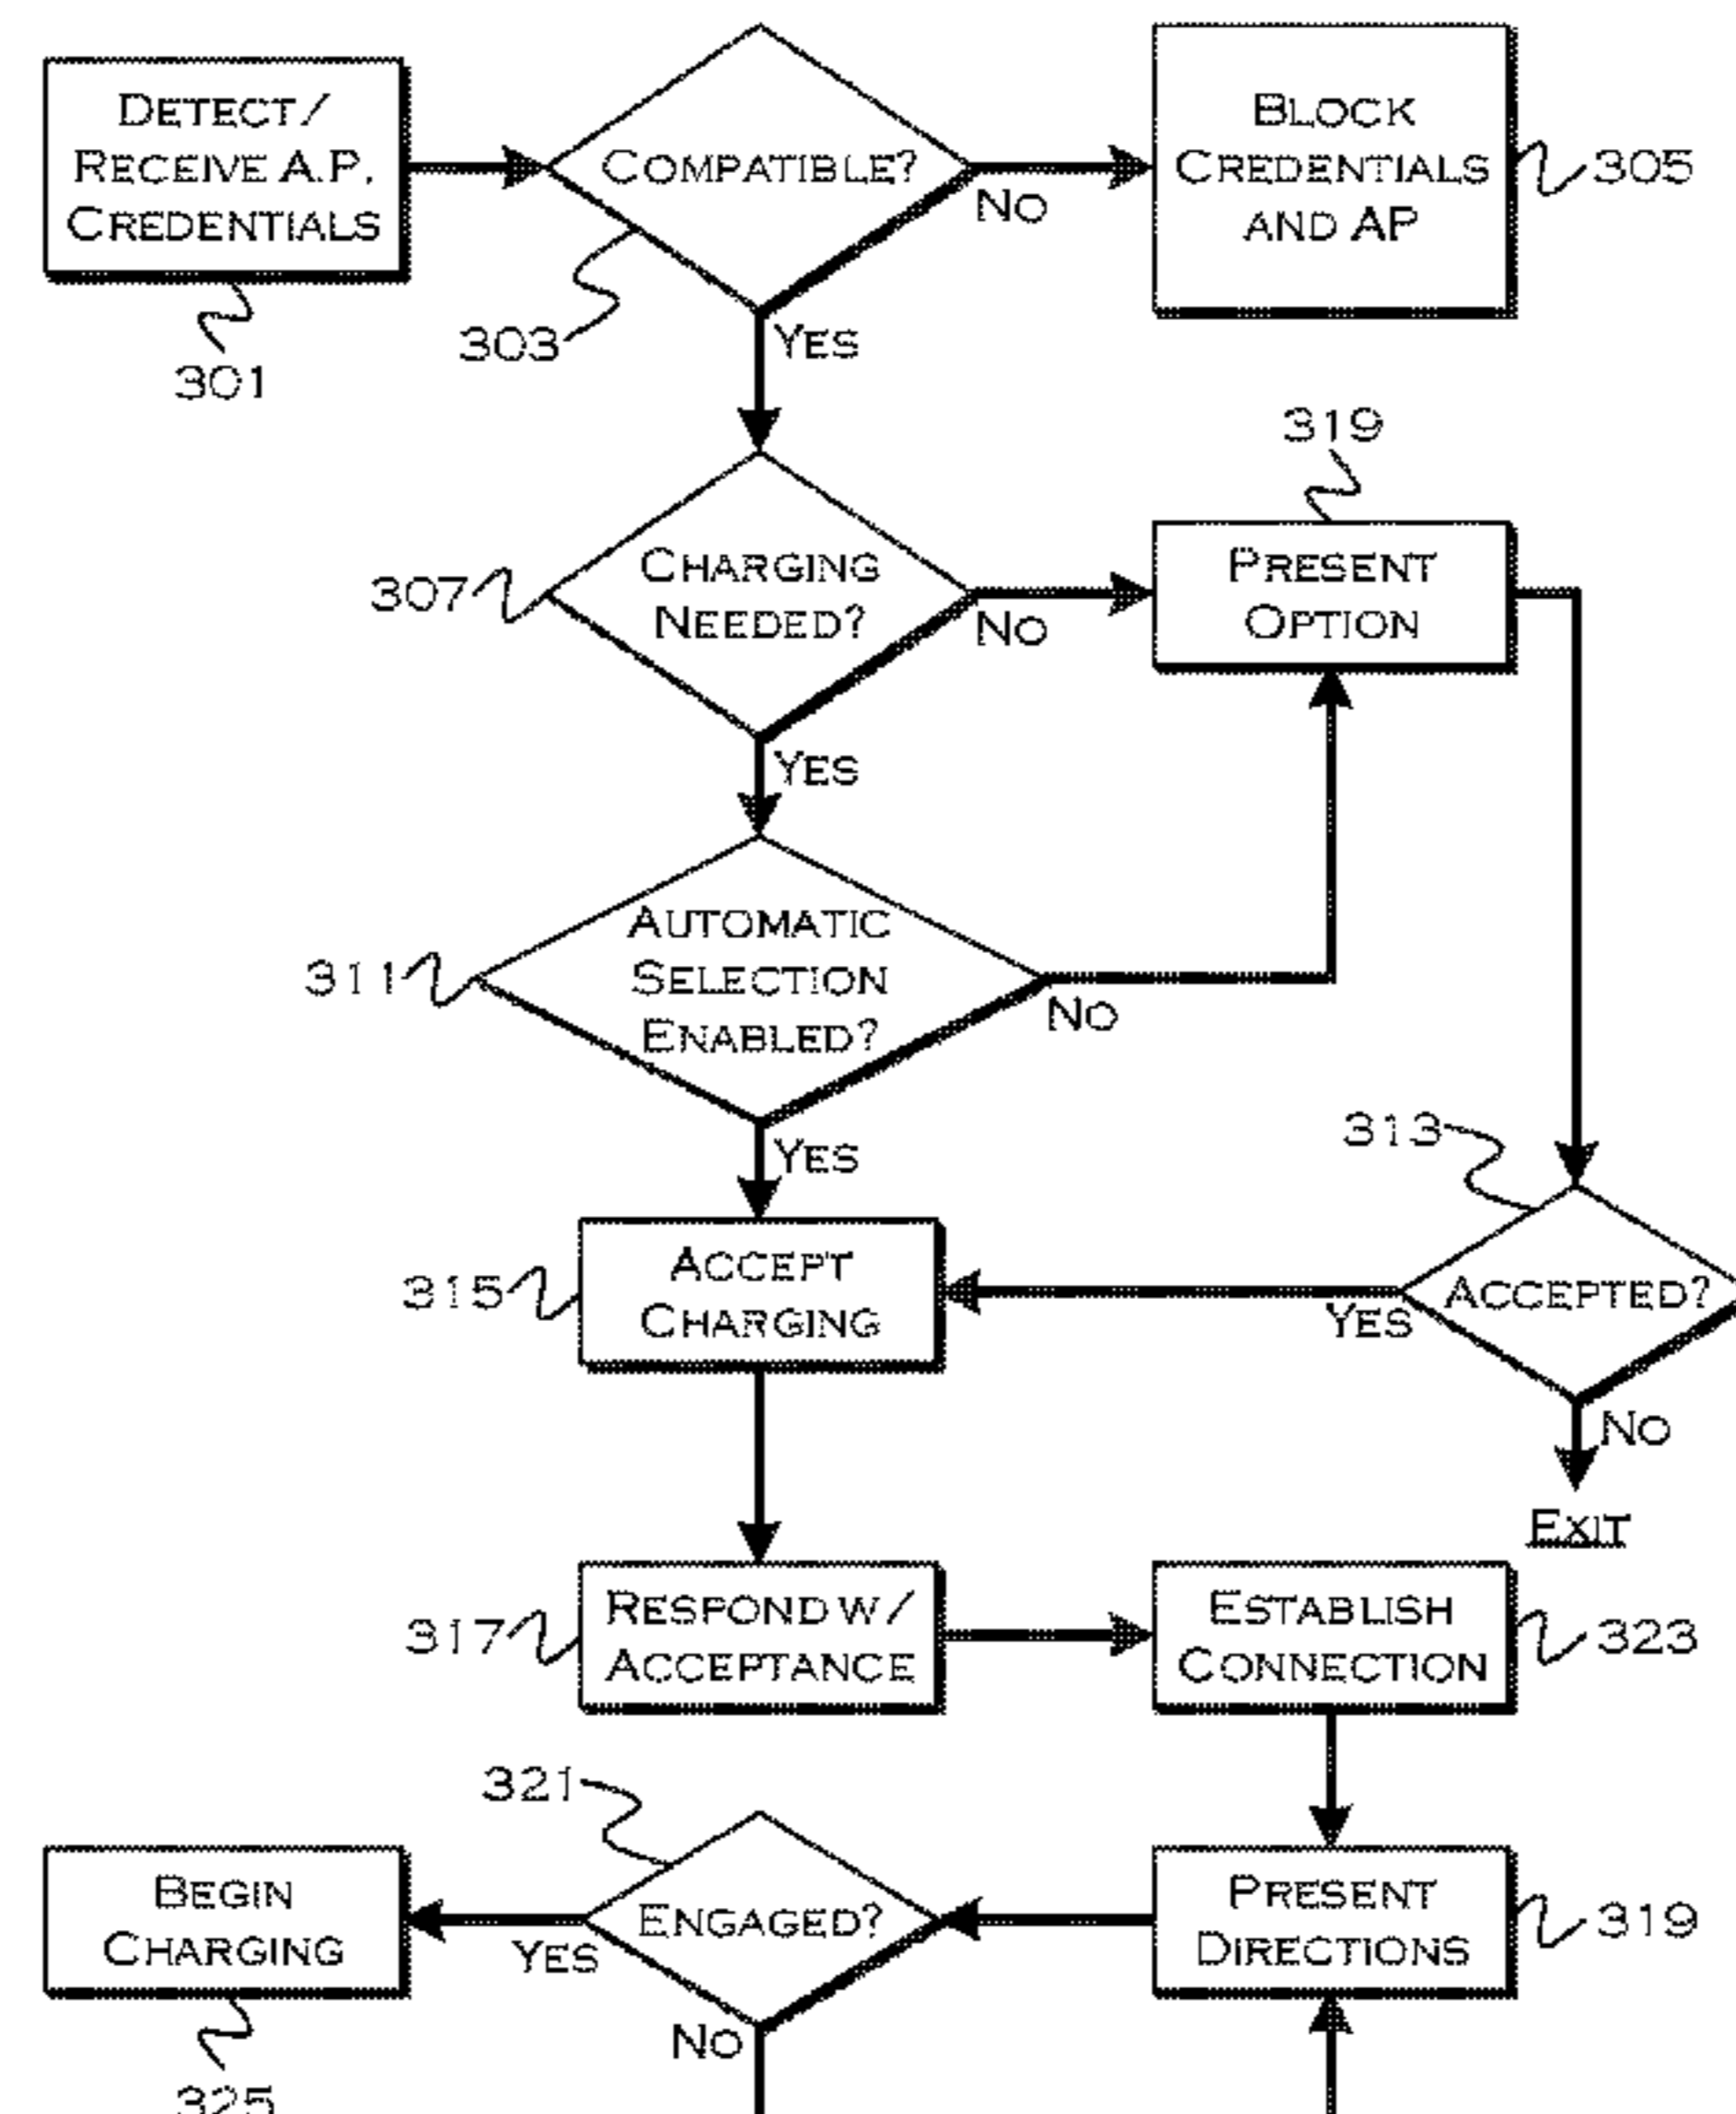 DETECT/
RECEIVE A.P.
CREDENTIALS
301
COMPATIBLE?
303
NO
YES
BLOCK
CREDENTIALS
AND AP
305
CHARGING
NEEDED?
307
NO
YES
319
PRESENT
OPTION
AUTOMATIC
SELECTION
ENABLED?
311
NO
YES
313
ACCEPTED?
YES
NO
EXIT
ACCEPT
CHARGING
315
RESPOND W/
ACCEPTANCE
317
ESTABLISH
CONNECTION
323
PRESENT
DIRECTIONS
319
321
ENGAGED?
YES
NO
BEGIN
CHARGING
325